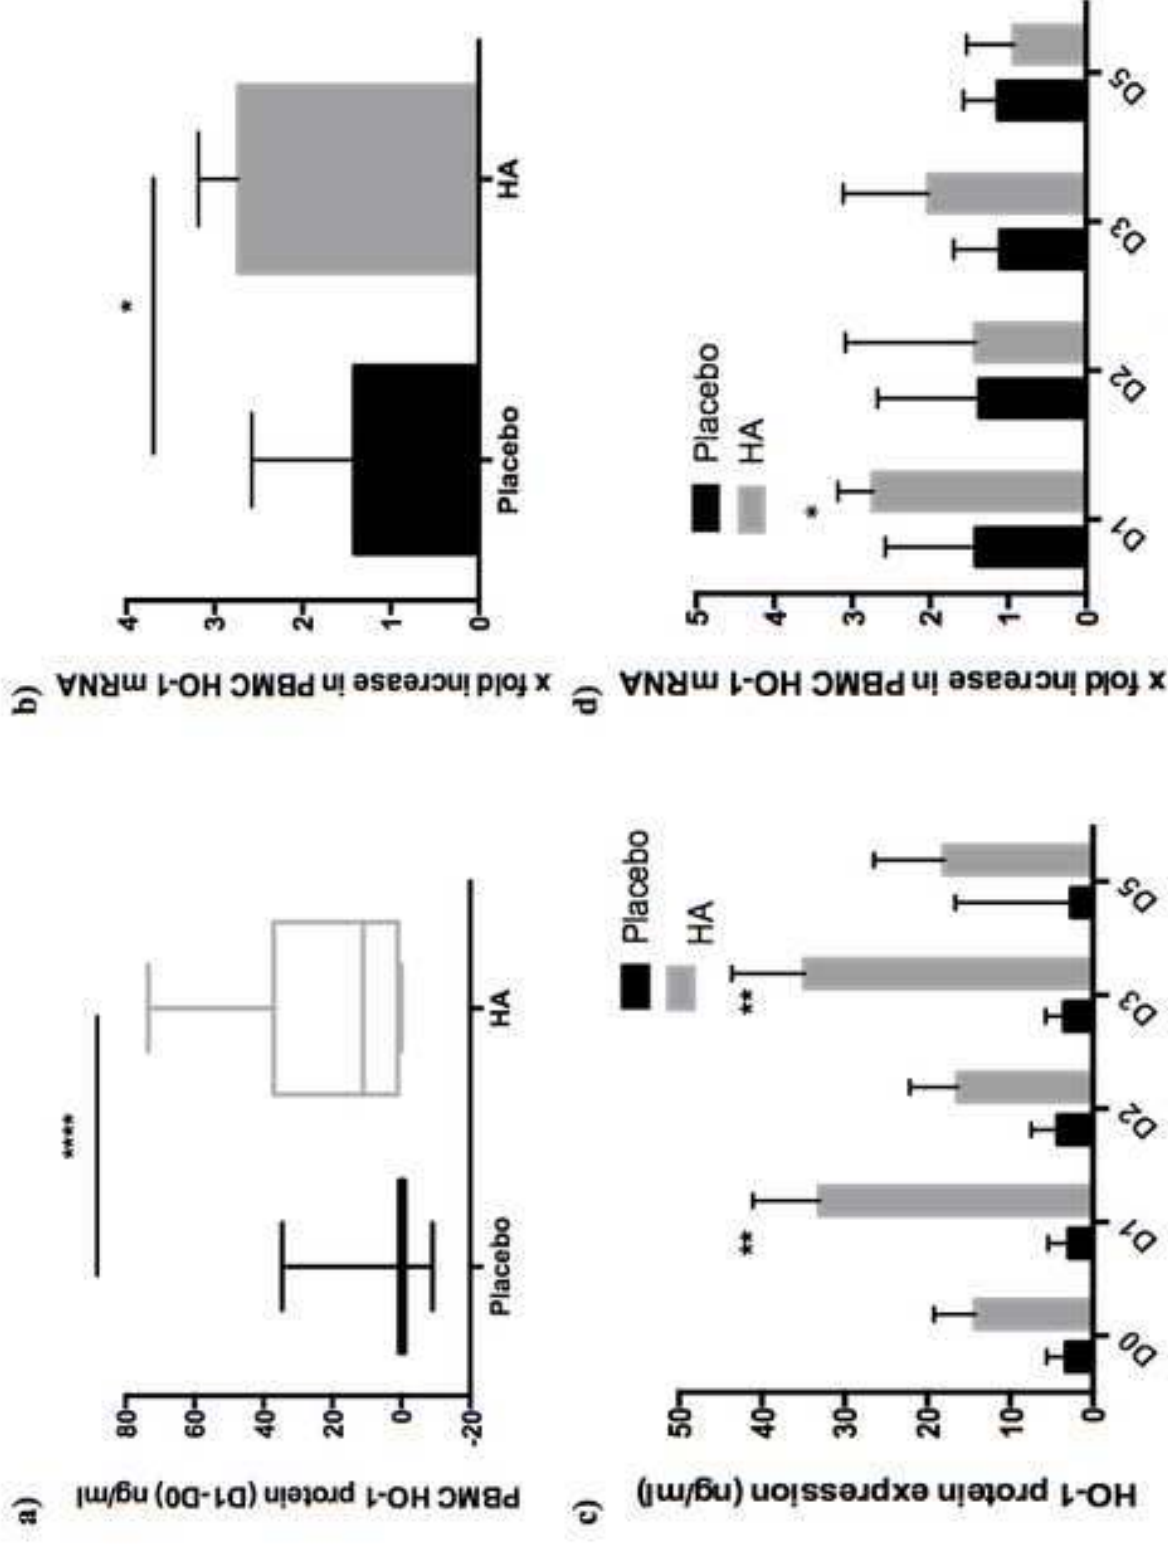 a)
PBMC HO-1 protein (D1-D0) ng/ml
80
60
40
20
0
-20
****
Placebo
HA
b)
x fold increase in PBMC HO-1 mRNA
4
3
2
1
0
*
Placebo
HA
c)
HO-1 protein expression (ng/ml)
50
40
30
20
10
0
Placebo
HA
**
**
D0
D1
D2
D3
D5
d)
x fold increase in PBMC HO-1 mRNA
5
4
3
2
1
0
Placebo
HA
*
D1
D2
D3
D5